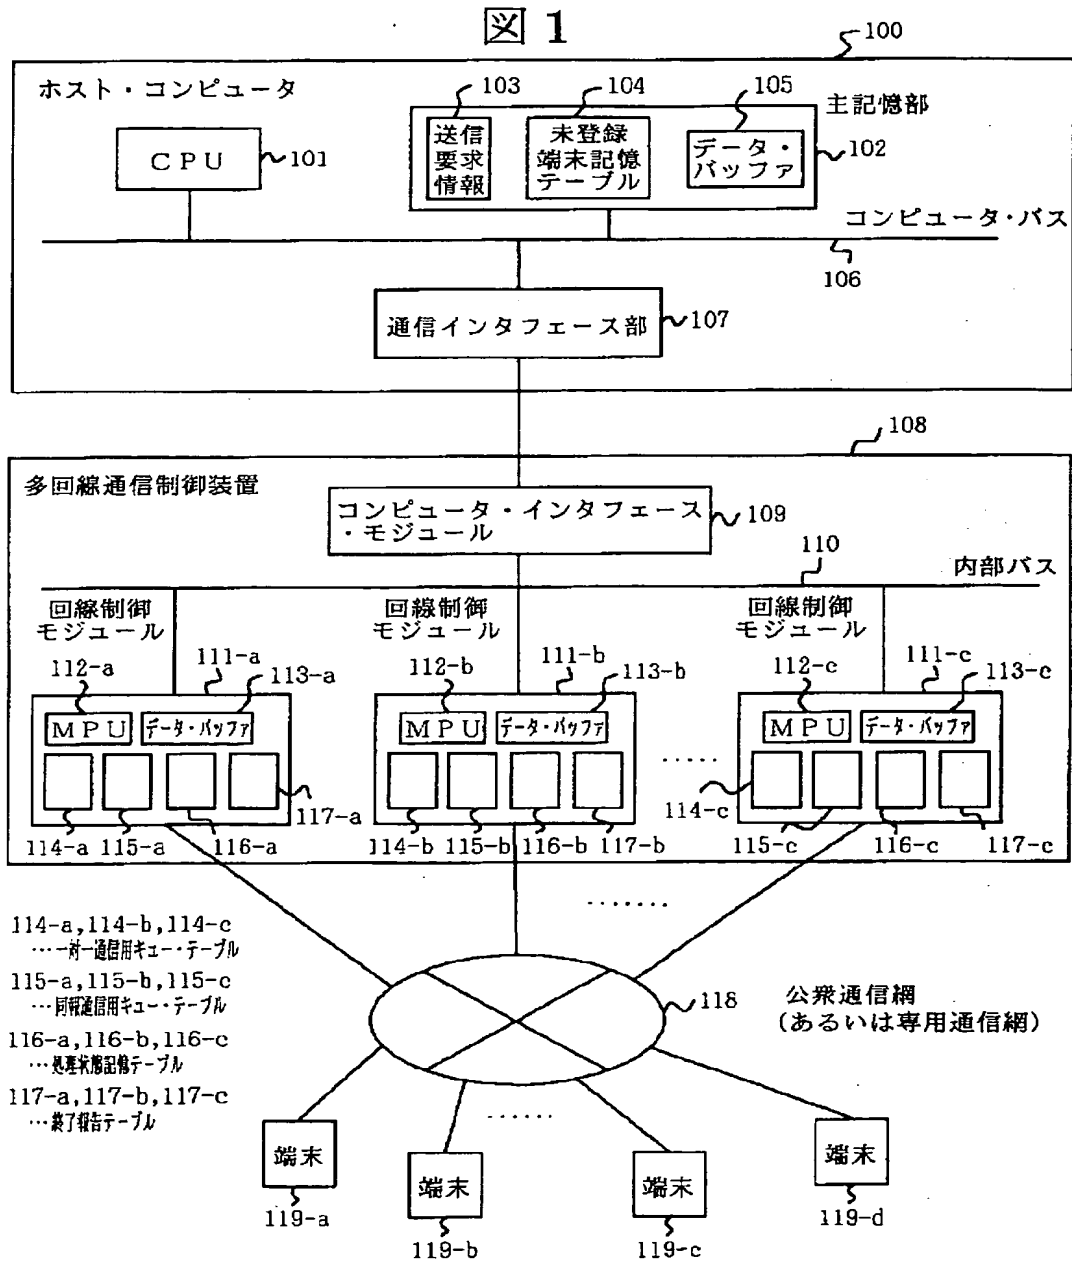 図 1
100
ホスト・コンピュータ
103
104
105
主記憶部
CPU
101
送信
要求
情報
未登録
端末記憶
テーブル
データ・
バッファ
102
コンピュータ・バス
106
通信インタフェース部
107
108
多回線通信制御装置
コンピュータ・インタフェース
・モジュール
109
110
内部バス
回線制御
モジュール
回線制御
モジュール
回線制御
モジュール
112-a
111-a
113-a
112-b
111-b
113-b
112-c
111-c
113-c
MPU
データ・バッファ
MPU
データ・バッファ
MPU
データ・バッファ
.....
114-a
115-a
116-a
117-a
114-b
115-b
116-b
117-b
114-c
115-c
116-c
117-c
.......
114-a,114-b,114-c
…一対一通信用キュー・テーブル
115-a,115-b,115-c
…同報通信用キュー・テーブル
116-a,116-b,116-c
…処理状態記憶テーブル
117-a,117-b,117-c
…終了報告テーブル
118
公衆通信網
(あるいは専用通信網)
......
端末
端末
端末
端末
119-a
119-b
119-c
119-d